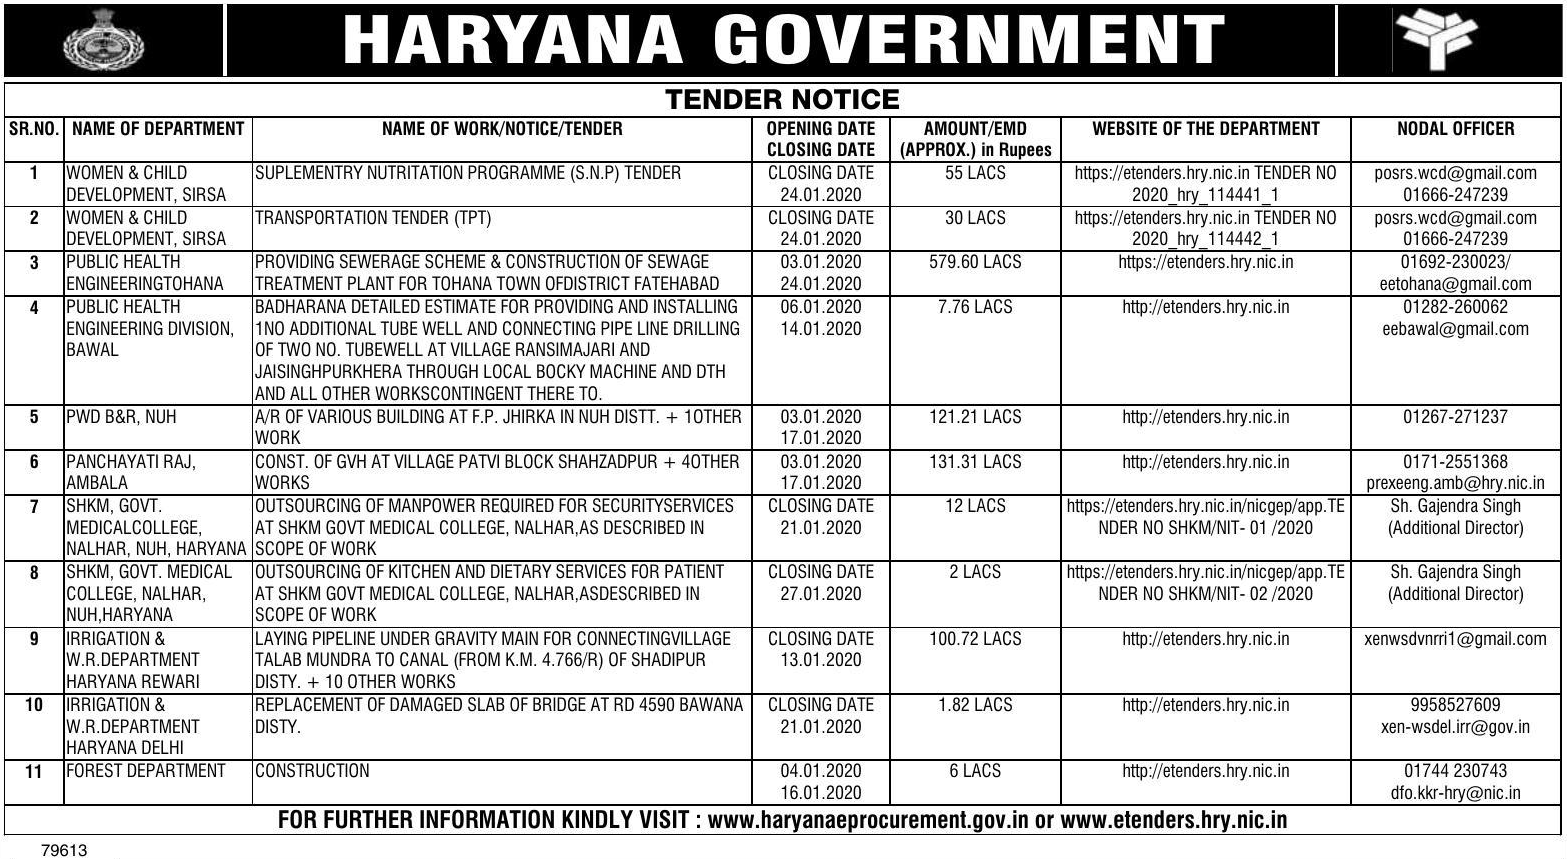 HARYANA GOVERNMENT
TENDER NOTICE
SR.NO. NAME OF DEPARTMENT NAME OF WORK/NOTICE/TENDER OPENING DATE AMOUNT/EMD WEBSITE OF THE DEPARTMENT NODAL OFFICER
CLOSING DATE (APPROX.) in Rupees
1 WOMEN & CHILD SUPLEMENTRY NUTRITATION PROGRAMME (S.N.P) TENDER CLOSING DATE 55 LACS https://etenders.hry.nic.in TENDER NO posrs.wcd@gmail.com
DEVELOPMENT, SIRSA 24.01.2020 2020_hry_114441_1 01666-247239
2 WOMEN & CHILD TRANSPORTATION TENDER (TPT) CLOSING DATE 30 LACS https://etenders.hry.nic.in TENDER NO posrs.wcd@gmail.com
DEVELOPMENT, SIRSA 24.01.2020 2020_hry_114442_1 01666-247239
3 PUBLIC HEALTH PROVIDING SEWERAGE SCHEME & CONSTRUCTION OF SEWAGE 03.01.2020 579.60 LACS https://etenders.hry.nic.in 01692-230023/
ENGINEERINGTOHANA TREATMENT PLANT FOR TOHANA TOWN OFDISTRICT FATEHABAD 24.01.2020 eetohana@gmail.com
4 PUBLIC HEALTH BADHARANA DETAILED ESTIMATE FOR PROVIDING AND INSTALLING 06.01.2020 7.76 LACS http://etenders.hry.nic.in 01282-260062
ENGINEERING DIVISION, 1NO ADDITIONAL TUBE WELL AND CONNECTING PIPE LINE DRILLING 14.01.2020 eebawal@gmail.com
BAWAL OF TWO NO. TUBEWELL AT VILLAGE RANSIMAJARI AND
JAISINGHPURKHERA THROUGH LOCAL BOCKY MACHINE AND DTH
AND ALL OTHER WORKSCONTINGENT THERE TO.
5 PWD B&R, NUH A/R OF VARIOUS BUILDING AT F.P. JHIRKA IN NUH DISTT. + 1OTHER 03.01.2020 121.21 LACS http://etenders.hry.nic.in 01267-271237
WORK 17.01.2020
6 PANCHAYATI RAJ, CONST. OF GVH AT VILLAGE PATVI BLOCK SHAHZADPUR + 4OTHER 03.01.2020 131.31 LACS http://etenders.hry.nic.in 0171-2551368
AMBALA WORKS 17.01.2020 prexeeng.amb@hry.nic.in
7 SHKM, GOVT. OUTSOURCING OF MANPOWER REQUIRED FOR SECURITYSERVICES CLOSING DATE 12 LACS https://etenders.hry.nic.in/nicgep/app.TE Sh. Gajendra Singh
MEDICALCOLLEGE, AT SHKM GOVT MEDICAL COLLEGE, NALHAR,AS DESCRIBED IN 21.01.2020 NDER NO SHKM/NIT- 01 /2020 (Additional Director)
NALHAR, NUH, HARYANA SCOPE OF WORK
8 SHKM, GOVT. MEDICAL OUTSOURCING OF KITCHEN AND DIETARY SERVICES FOR PATIENT CLOSING DATE 2 LACS https://etenders.hry.nic.in/nicgep/app.TE Sh. Gajendra Singh
COLLEGE, NALHAR, AT SHKM GOVT MEDICAL COLLEGE, NALHAR,ASDESCRIBED IN 27.01.2020 NDER NO SHKM/NIT- 02 /2020 (Additional Director)
NUH,HARYANA SCOPE OF WORK
9 IRRIGATION & LAYING PIPELINE UNDER GRAVITY MAIN FOR CONNECTINGVILLAGE CLOSING DATE 100.72 LACS http://etenders.hry.nic.in xenwsdvnrri1@gmail.com
W.R.DEPARTMENT TALAB MUNDRA TO CANAL (FROM K.M. 4.766/R) OF SHADIPUR 13.01.2020
HARYANA REWARI DISTY. + 10 OTHER WORKS
10 IRRIGATION & REPLACEMENT OF DAMAGED SLAB OF BRIDGE AT RD 4590 BAWANA CLOSING DATE 1.82 LACS http://etenders.hry.nic.in 9958527609
W.R.DEPARTMENT DISTY. 21.01.2020 xen-wsdel.irr@gov.in
HARYANA DELHI
11 FOREST DEPARTMENT CONSTRUCTION 04.01.2020 6 LACS http://etenders.hry.nic.in 01744 230743
16.01.2020 dfo.kkr-hry@nic.in
FOR FURTHER INFORMATION KINDLY VISIT : www.haryanaeprocurement.gov.in or www.etenders.hry.nic.in
79613